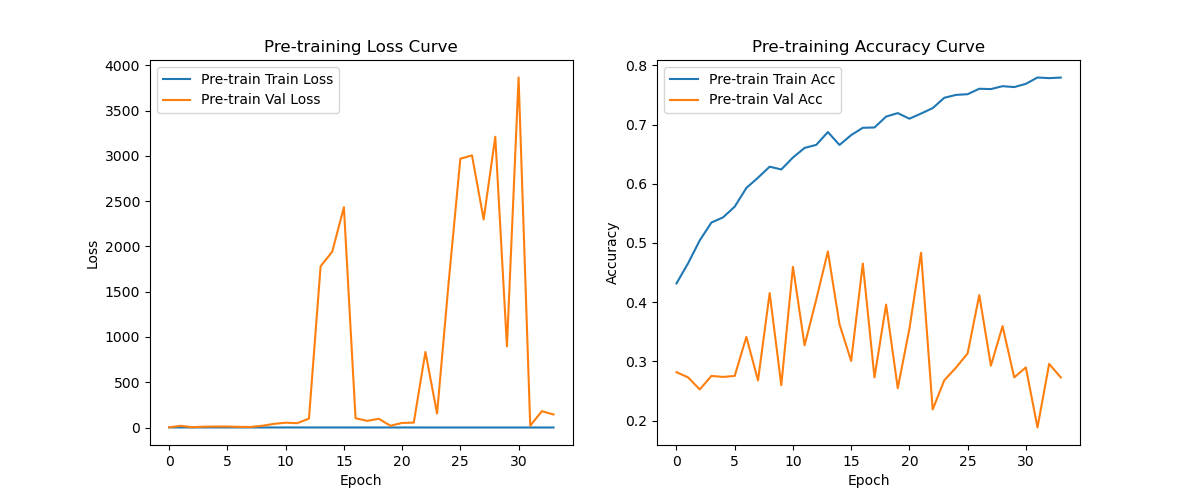 Pre-training Loss Curve
Pre-train Train Loss
Pre-train Val Loss
4000
3500
3000
2500
2000
1500
1000
500
0
Loss
0 5 10 15 20 25 30
Epoch
Pre-training Accuracy Curve
Pre-train Train Acc
Pre-train Val Acc
0.8
0.7
0.6
0.5
0.4
0.3
0.2
Accuracy
0 5 10 15 20 25 30
Epoch